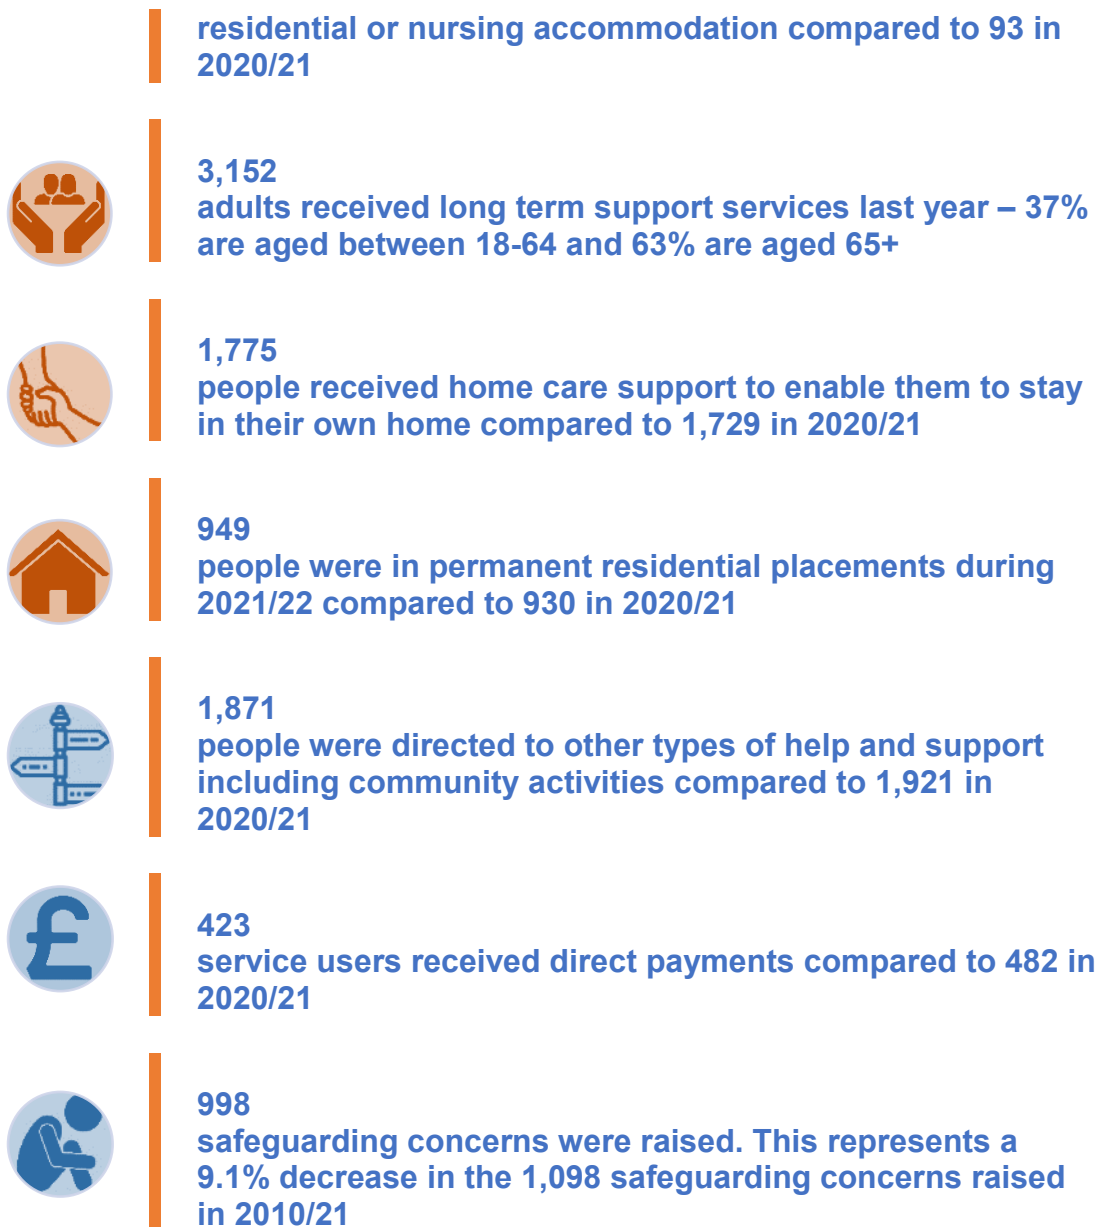 residential or nursing accommodation compared to 93 in
2020/21
3,152
adults received long term support services last year – 37%
are aged between 18-64 and 63% are aged 65+
1,775
people received home care support to enable them to stay
in their own home compared to 1,729 in 2020/21
949
people were in permanent residential placements during
2021/22 compared to 930 in 2020/21
1,871
people were directed to other types of help and support
including community activities compared to 1,921 in
2020/21
£
423
service users received direct payments compared to 482 in
2020/21
998
safeguarding concerns were raised. This represents a
9.1% decrease in the 1,098 safeguarding concerns raised
in 2010/21